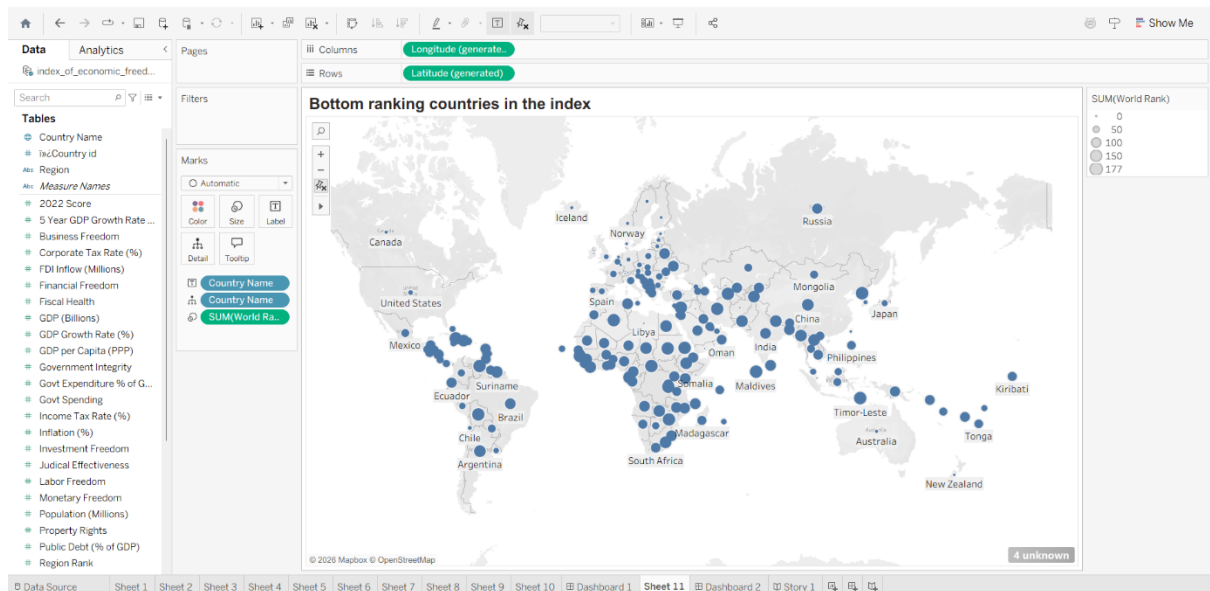 Show Me
Data
Analytics
Pages
Columns
Longitude (generate..
index_of_economic_freed...
Rows
Latitude (generated)
Search
Tables
Country Name
ï»¿Country id
Abc Region
Abc Measure Names
# 2022 Score
# 5 Year GDP Growth Rate ...
# Business Freedom
# Corporate Tax Rate (%)
# FDI Inflow (Millions)
# Financial Freedom
# Fiscal Health
# GDP (Billions)
# GDP Growth Rate (%)
# GDP per Capita (PPP)
# Government Integrity
# Govt Expenditure % of G...
# Govt Spending
# Income Tax Rate (%)
# Inflation (%)
# Investment Freedom
# Judical Effectiveness
# Labor Freedom
# Monetary Freedom
# Population (Millions)
# Property Rights
# Public Debt (% of GDP)
# Region Rank
Filters
Marks
Automatic
Color
Size
Label
Detail
Tooltip
Country Name
Country Name
SUM(World Ra..
Bottom ranking countries in the index
Iceland
Norway
Russia
Canada
United States
Spain
Mongolia
China
Japan
Mexico
Libya
Oman
India
Philippines
Ecuador
Suriname
Somalia
Maldives
Kiribati
Brazil
Timor-Leste
Chile
Madagascar
Australia
Tonga
Argentina
South Africa
New Zealand
© 2026 Mapbox © OpenStreetMap
4 unknown
SUM(World Rank)
0
50
100
150
177
Data Source
Sheet 1
Sheet 2
Sheet 3
Sheet 4
Sheet 5
Sheet 6
Sheet 7
Sheet 8
Sheet 9
Sheet 10
Dashboard 1
Sheet 11
Dashboard 2
Story 1